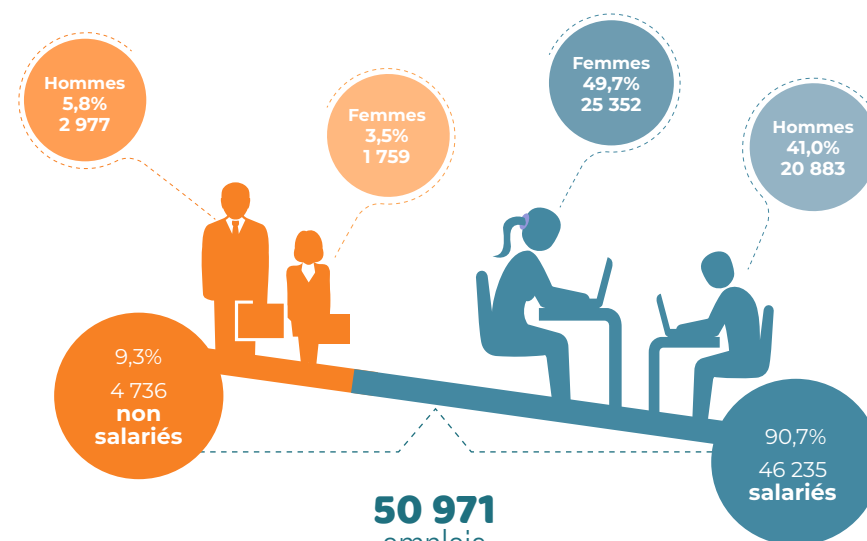 Hommes
5,8%
2 977
Femmes
3,5%
1 759
Femmes
49,7%
25 352
Hommes
41,0%
20 883
9,3%
4 736
non
salariés
90,7%
46 235
salariés
50 971
emplois